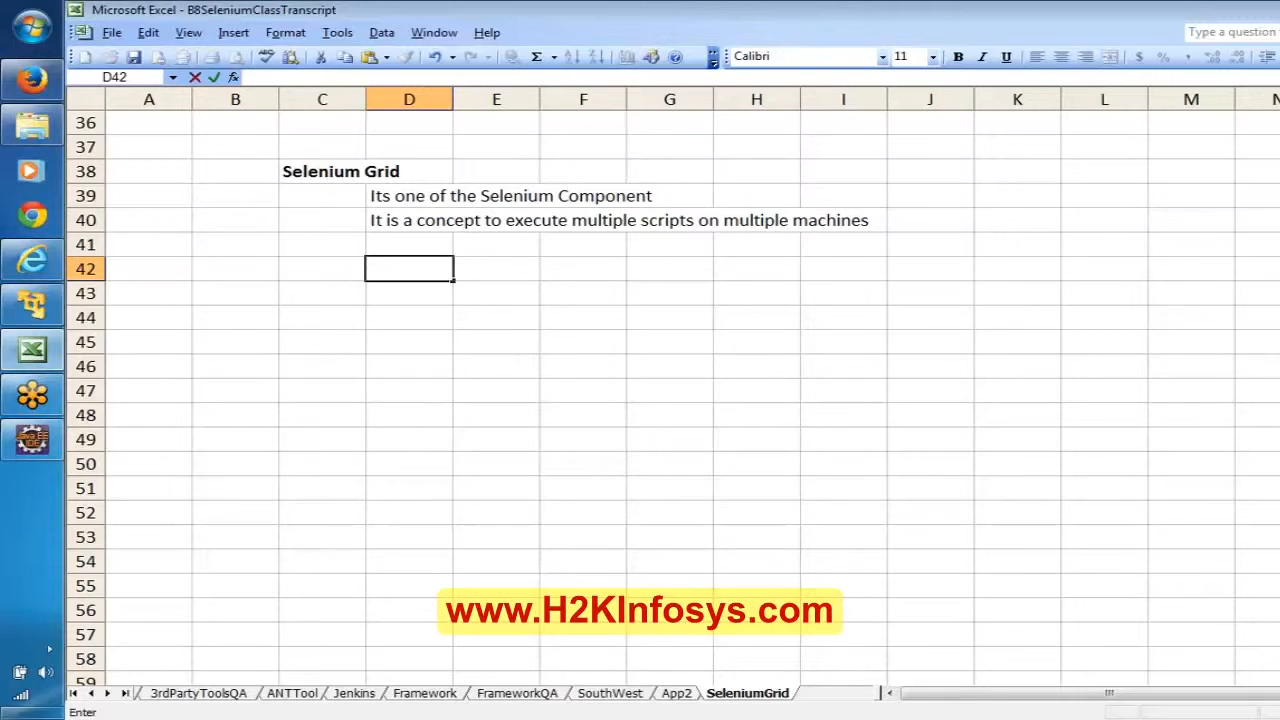 Microsoft Excel - B8SeleniumClassTranscript
File Edit View Insert Format Tools Data Window Help
Type a question
Calibri 11 B I U
D42 fx
A B C D E F G H I J K L M
36
37
38 Selenium Grid
39 Its one of the Selenium Component
40 It is a concept to execute multiple scripts on multiple machines
41
42
43
44
45
46
47
48
49
50
51
52
53
54
55
56
57
58
59
www.H2KInfosys.com
3rdPartyToolsQA ANTTool Jenkins Framework FrameworkQA SouthWest App2 SeleniumGrid
Enter